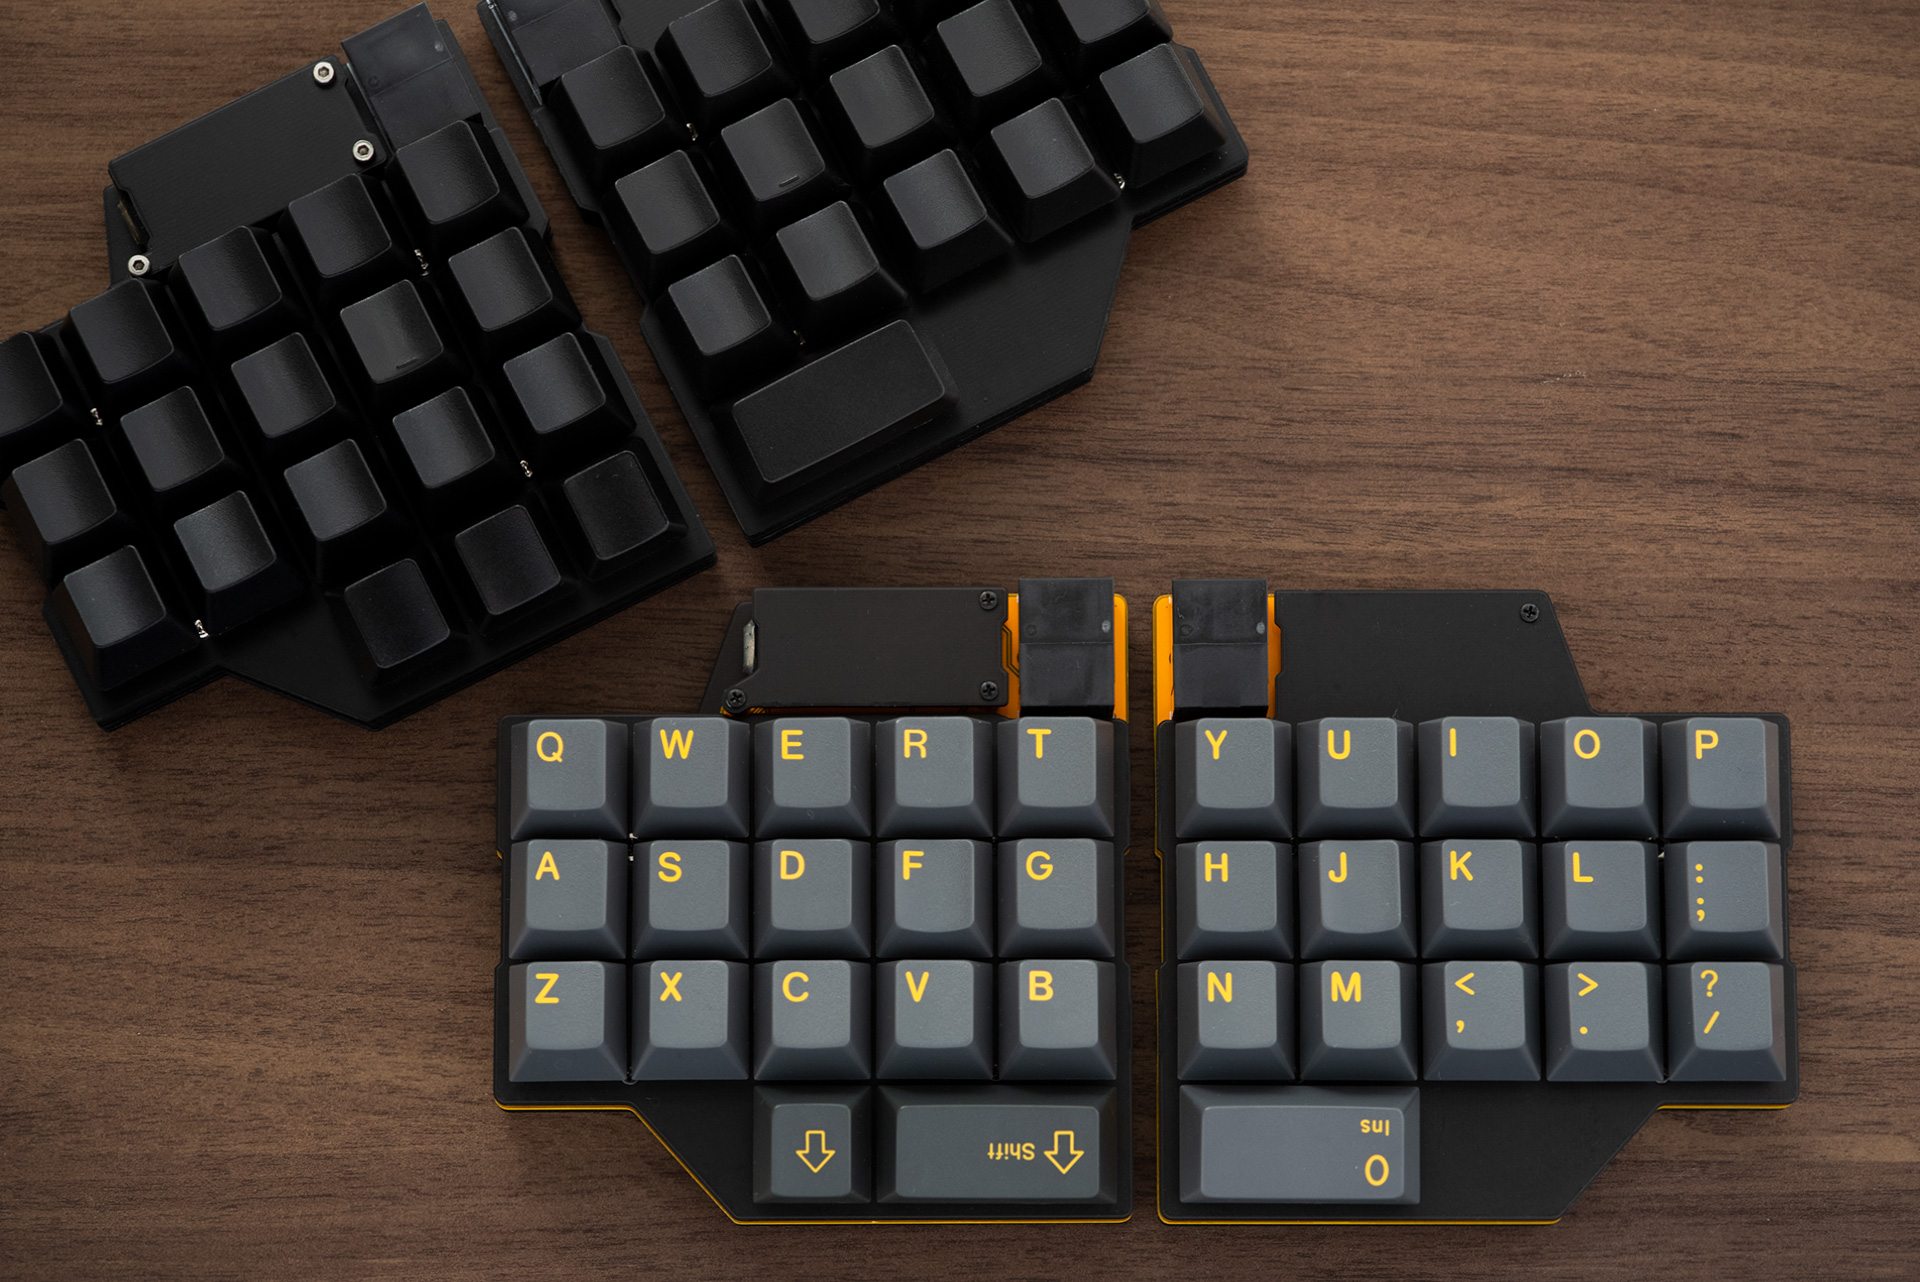 Q W E R T Y U I O P
A S D F G H J K L :
;
Z X C V B N M < > ?
, . /
Shift
Ins
0